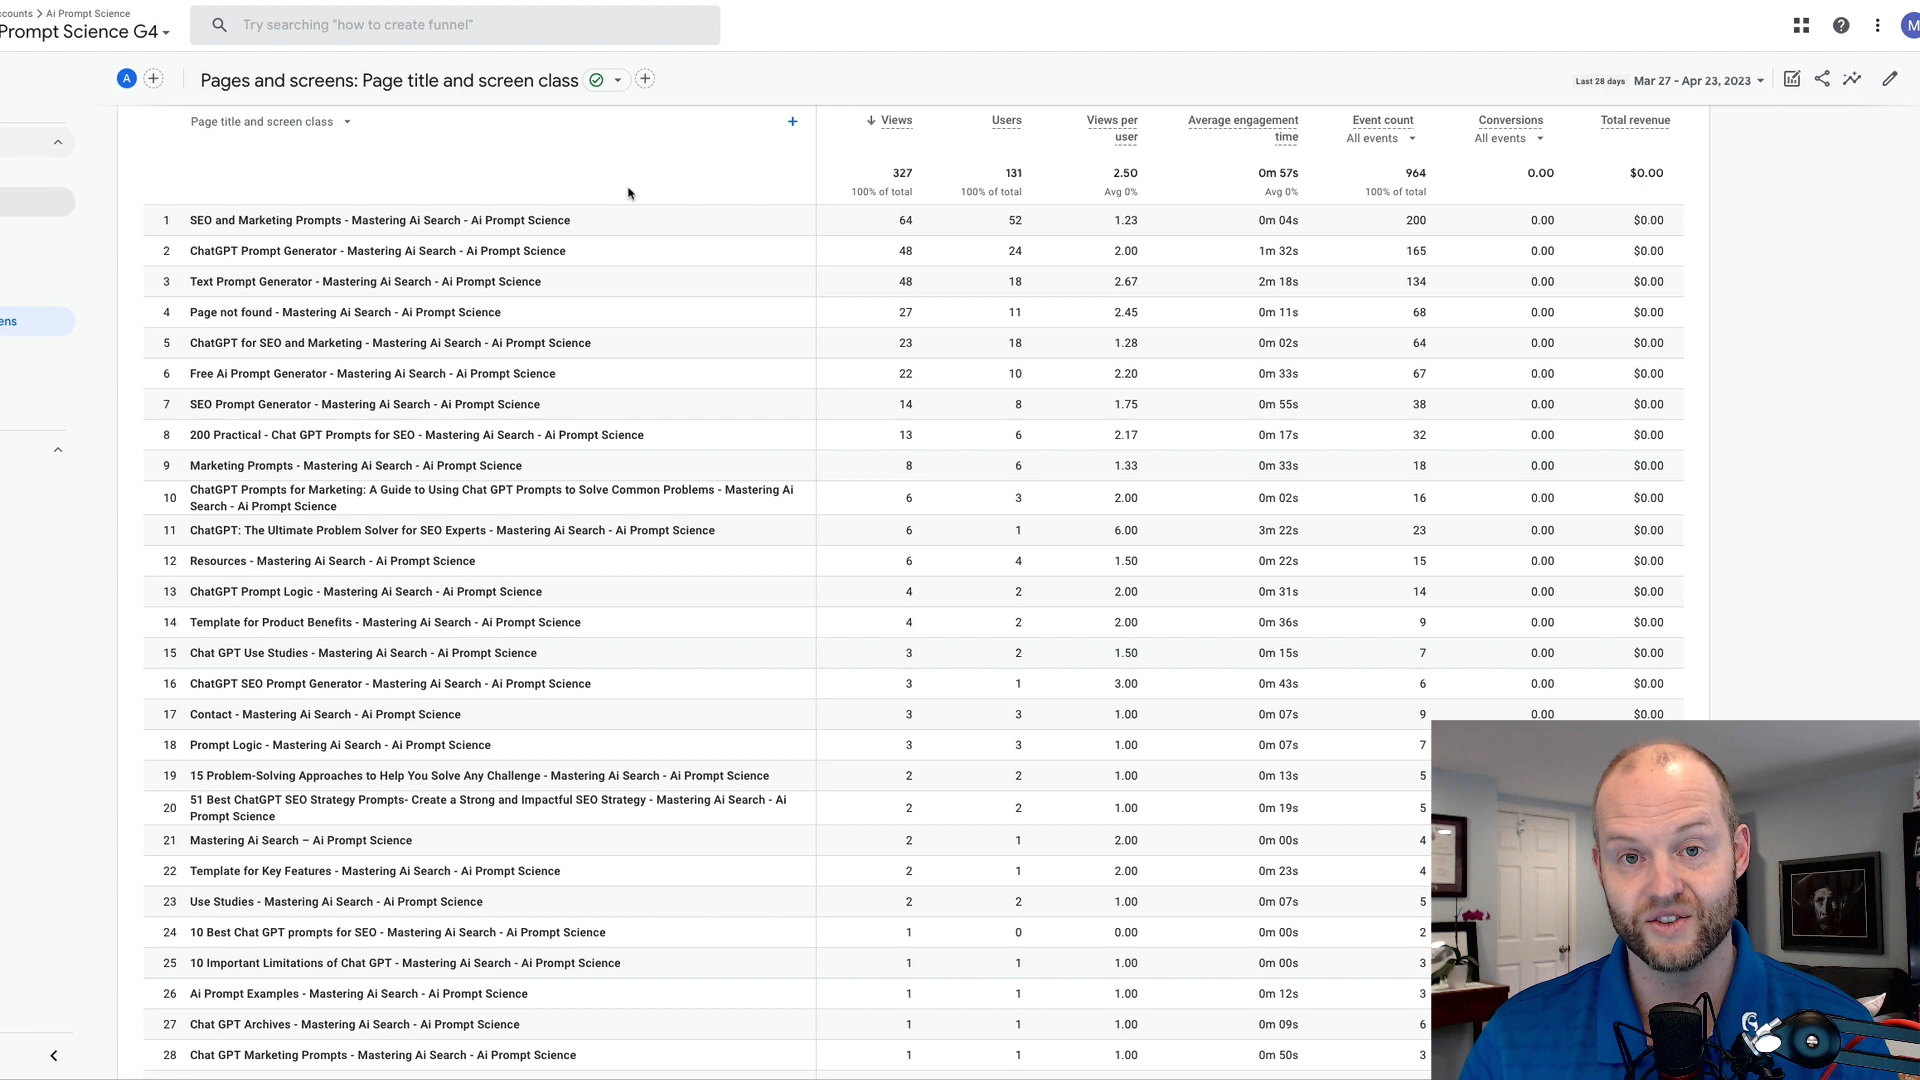 ccounts > Ai Prompt Science
Prompt Science G4
Try searching "how to create funnel"
M
A
Pages and screens: Page title and screen class
Last 28 days Mar 27 - Apr 23, 2023
Page title and screen class
Views Users Views per user Average engagement time Event count Conversions Total revenue
All events All events
327 131 2.50 0m 57s 964 0.00 $0.00
100% of total 100% of total Avg 0% Avg 0% 100% of total
1 SEO and Marketing Prompts - Mastering Ai Search - Ai Prompt Science 64 52 1.23 0m 04s 200 0.00 $0.00
2 ChatGPT Prompt Generator - Mastering Ai Search - Ai Prompt Science 48 24 2.00 1m 32s 165 0.00 $0.00
3 Text Prompt Generator - Mastering Ai Search - Ai Prompt Science 48 18 2.67 2m 18s 134 0.00 $0.00
4 Page not found - Mastering Ai Search - Ai Prompt Science 27 11 2.45 0m 11s 68 0.00 $0.00
ens
5 ChatGPT for SEO and Marketing - Mastering Ai Search - Ai Prompt Science 23 18 1.28 0m 02s 64 0.00 $0.00
6 Free Ai Prompt Generator - Mastering Ai Search - Ai Prompt Science 22 10 2.20 0m 33s 67 0.00 $0.00
7 SEO Prompt Generator - Mastering Ai Search - Ai Prompt Science 14 8 1.75 0m 55s 38 0.00 $0.00
8 200 Practical - Chat GPT Prompts for SEO - Mastering Ai Search - Ai Prompt Science 13 6 2.17 0m 17s 32 0.00 $0.00
9 Marketing Prompts - Mastering Ai Search - Ai Prompt Science 8 6 1.33 0m 33s 18 0.00 $0.00
10 ChatGPT Prompts for Marketing: A Guide to Using Chat GPT Prompts to Solve Common Problems - Mastering Ai
Search - Ai Prompt Science 6 3 2.00 0m 02s 16 0.00 $0.00
11 ChatGPT: The Ultimate Problem Solver for SEO Experts - Mastering Ai Search - Ai Prompt Science 6 1 6.00 3m 22s 23 0.00 $0.00
12 Resources - Mastering Ai Search - Ai Prompt Science 6 4 1.50 0m 22s 15 0.00 $0.00
13 ChatGPT Prompt Logic - Mastering Ai Search - Ai Prompt Science 4 2 2.00 0m 31s 14 0.00 $0.00
14 Template for Product Benefits - Mastering Ai Search - Ai Prompt Science 4 2 2.00 0m 36s 9 0.00 $0.00
15 Chat GPT Use Studies - Mastering Ai Search - Ai Prompt Science 3 2 1.50 0m 15s 7 0.00 $0.00
16 ChatGPT SEO Prompt Generator - Mastering Ai Search - Ai Prompt Science 3 1 3.00 0m 43s 6 0.00 $0.00
17 Contact - Mastering Ai Search - Ai Prompt Science 3 3 1.00 0m 07s 9 0.00 $0.00
18 Prompt Logic - Mastering Ai Search - Ai Prompt Science 3 3 1.00 0m 07s 7
19 15 Problem-Solving Approaches to Help You Solve Any Challenge - Mastering Ai Search - Ai Prompt Science 2 2 1.00 0m 13s 5
20 51 Best ChatGPT SEO Strategy Prompts- Create a Strong and Impactful SEO Strategy - Mastering Ai Search - Ai
Prompt Science 2 2 1.00 0m 19s 5
21 Mastering Ai Search – Ai Prompt Science 2 1 2.00 0m 00s 4
22 Template for Key Features - Mastering Ai Search - Ai Prompt Science 2 1 2.00 0m 23s 4
23 Use Studies - Mastering Ai Search - Ai Prompt Science 2 2 1.00 0m 07s 5
24 10 Best Chat GPT prompts for SEO - Mastering Ai Search - Ai Prompt Science 1 0 0.00 0m 00s 2
25 10 Important Limitations of Chat GPT - Mastering Ai Search - Ai Prompt Science 1 1 1.00 0m 00s 3
26 Ai Prompt Examples - Mastering Ai Search - Ai Prompt Science 1 1 1.00 0m 12s 3
27 Chat GPT Archives - Mastering Ai Search - Ai Prompt Science 1 1 1.00 0m 09s 6
28 Chat GPT Marketing Prompts - Mastering Ai Search - Ai Prompt Science 1 1 1.00 0m 50s 3